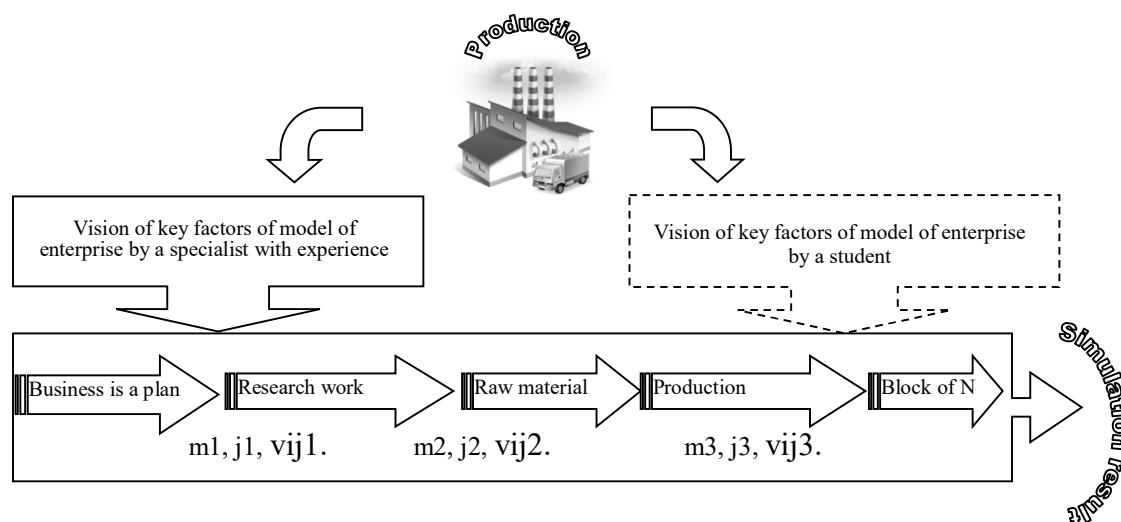 Production
Vision of key factors of model of
enterprise by a specialist with experience
Vision of key factors of model of enterprise
by a student
Business is a plan
Research work
Raw material
Production
Block of N
m1, j1, vij1.
m2, j2, vij2.
m3, j3, vij3.
Simulation result